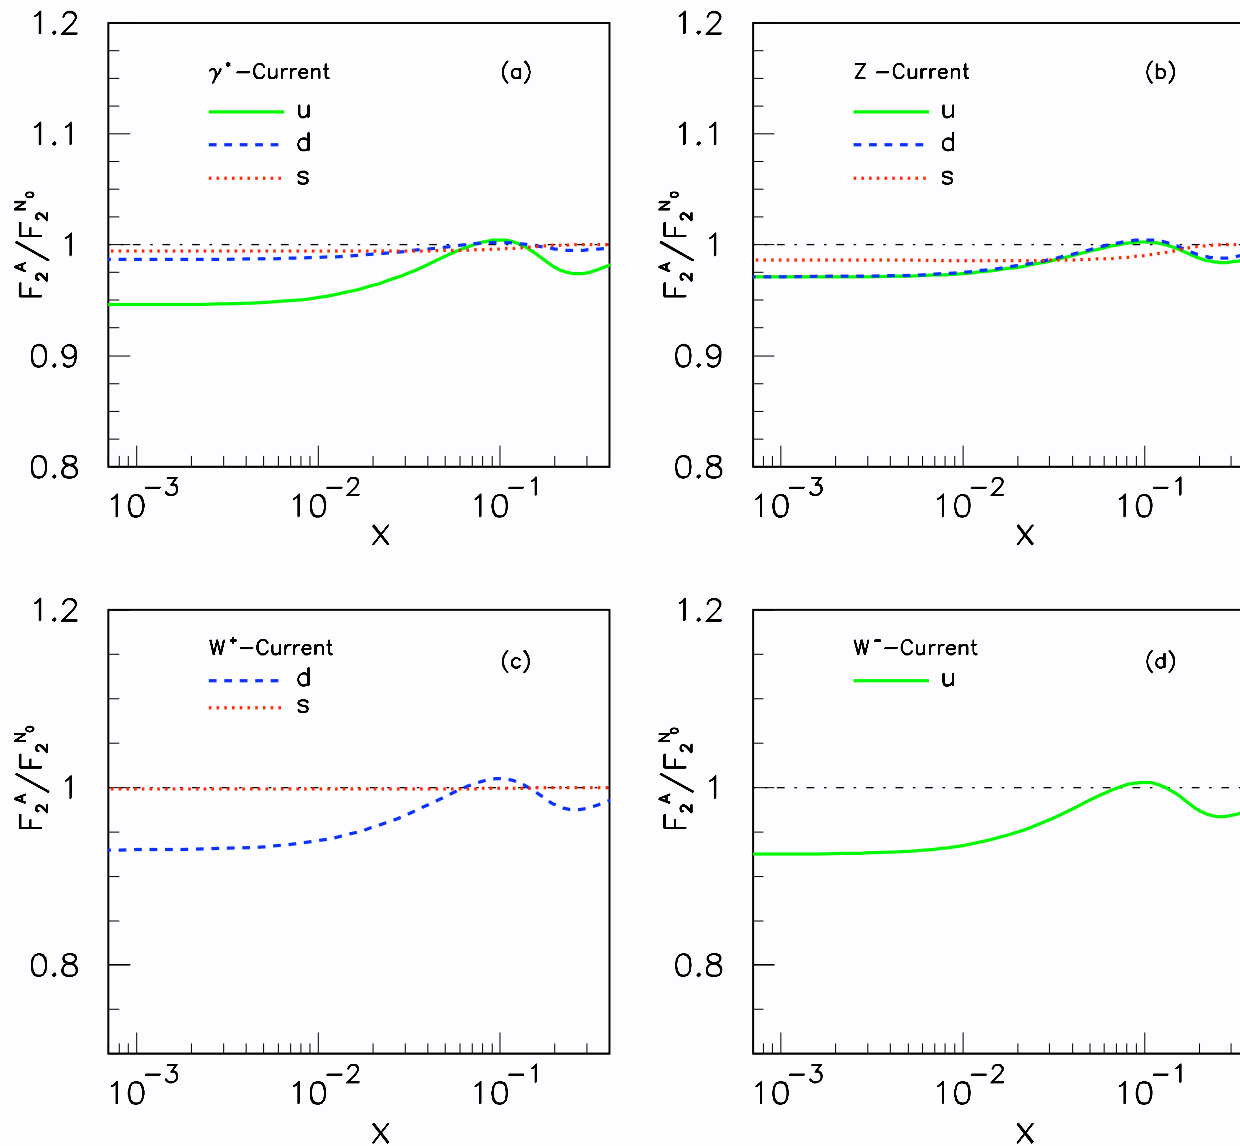 1.2
γ*-Current
(a)
u
d
s
1.1
1
0.9
0.8
F₂ᴬ/F₂ᴺ⁰
10⁻³
10⁻²
10⁻¹
X
1.2
Z -Current
(b)
u
d
s
1.1
1
0.9
0.8
F₂ᴬ/F₂ᴺ⁰
10⁻³
10⁻²
10⁻¹
X
1.2
W⁺-Current
(c)
d
s
1
0.8
F₂ᴬ/F₂ᴺ⁰
10⁻³
10⁻²
10⁻¹
X
1.2
W⁻-Current
(d)
u
1
0.8
F₂ᴬ/F₂ᴺ⁰
10⁻³
10⁻²
10⁻¹
X